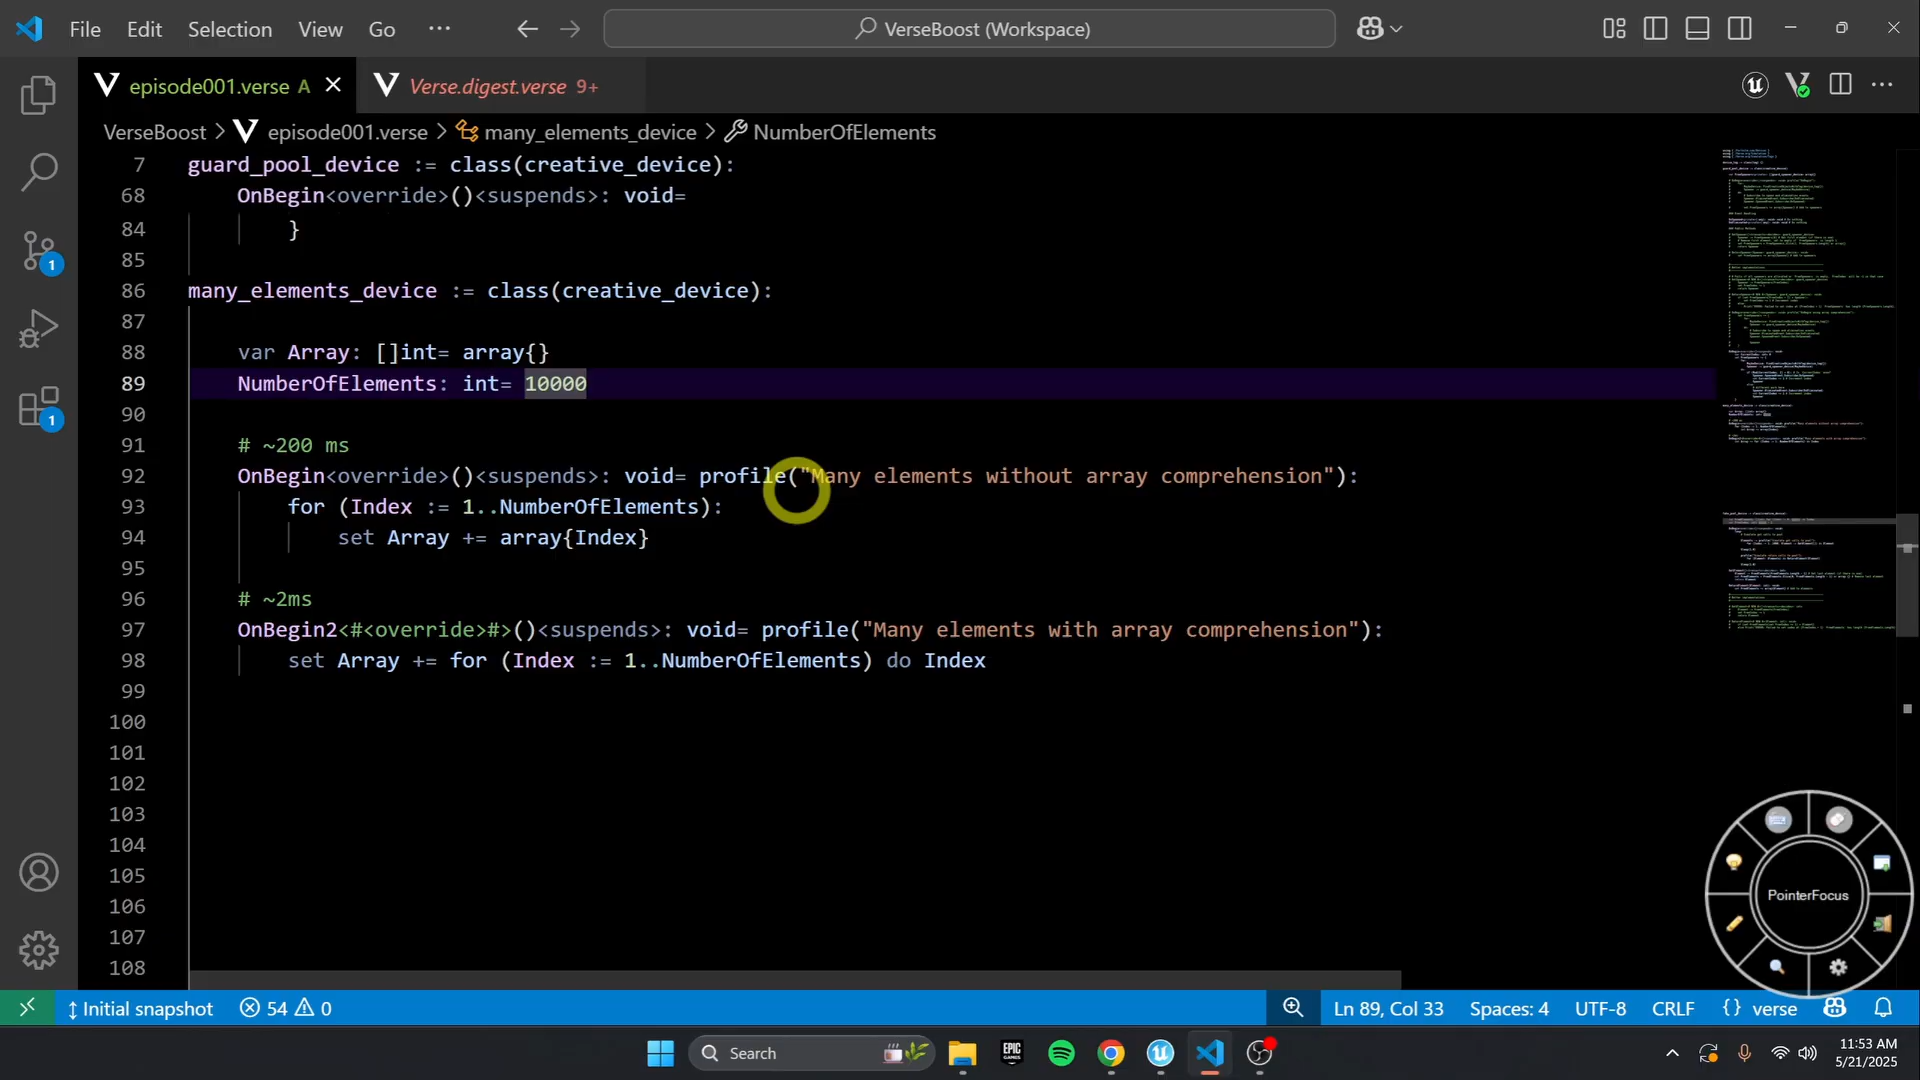 File Edit Selection View Go ··· VerseBoost (Workspace)
episode001.verse A Verse.digest.verse 9+
VerseBoost > episode001.verse > many_elements_device > NumberOfElements
7 guard_pool_device := class(creative_device):
68 OnBegin<override>()<suspends>: void=
84 }
85
86 many_elements_device := class(creative_device):
87
88 var Array: []int= array{}
89 NumberOfElements: int= 10000
90
91 # ~200 ms
92 OnBegin<override>()<suspends>: void= profile("Many elements without array comprehension"):
93 for (Index := 1..NumberOfElements):
94 set Array += array{Index}
95
96 # ~2ms
97 OnBegin2<#<override>#>()<suspends>: void= profile("Many elements with array comprehension"):
98 set Array += for (Index := 1..NumberOfElements) do Index
99
100
101
102
103
104
105
106
107
108
1
1
PointerFocus
Initial snapshot 54 0 Ln 89, Col 33 Spaces: 4 UTF-8 CRLF {} verse
Search EPIC GAMES 11:53 AM
5/21/2025